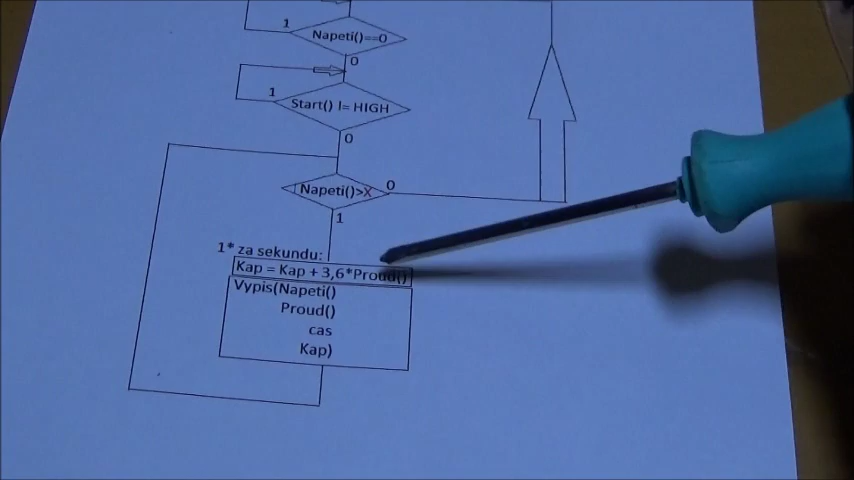 1
Napeti()==0
0
1
Start() != HIGH
0
Napeti()>X
0
1
1* za sekundu:
Kap = Kap + 3,6*Proud()
Vypis(Napeti()
Proud()
cas
Kap)